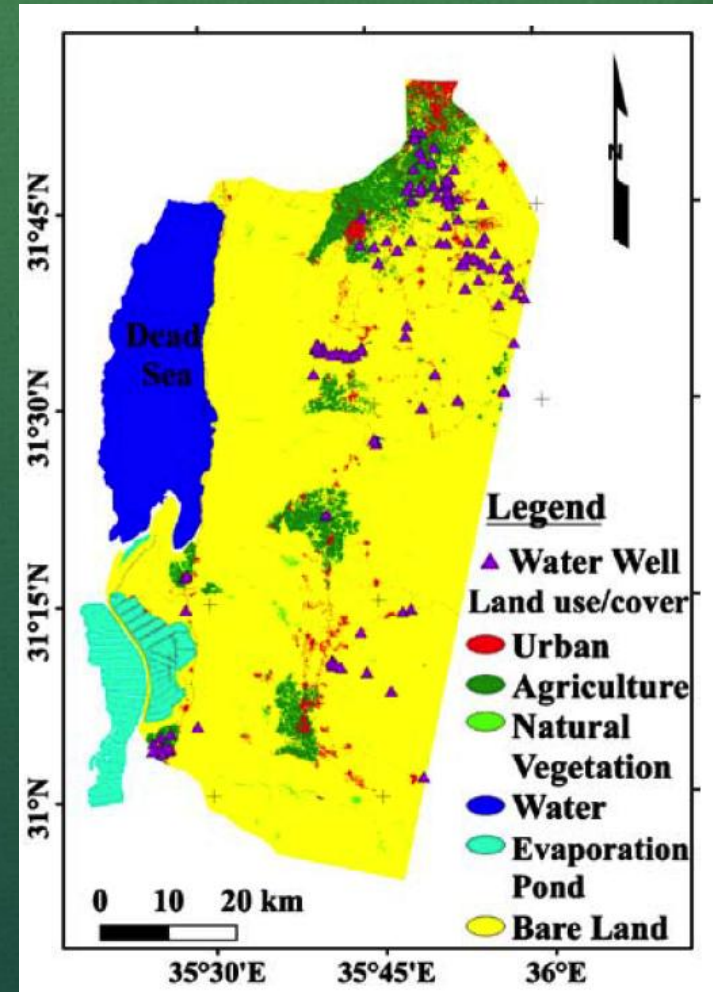 31°45'N
31°30'N
31°15'N
31°N
N
Dead
Sea
Legend
Water Well
Land use/cover
Urban
Agriculture
Natural
Vegetation
Water
Evaporation
Pond
Bare Land
0 10 20 km
35°30'E 35°45'E 36°E